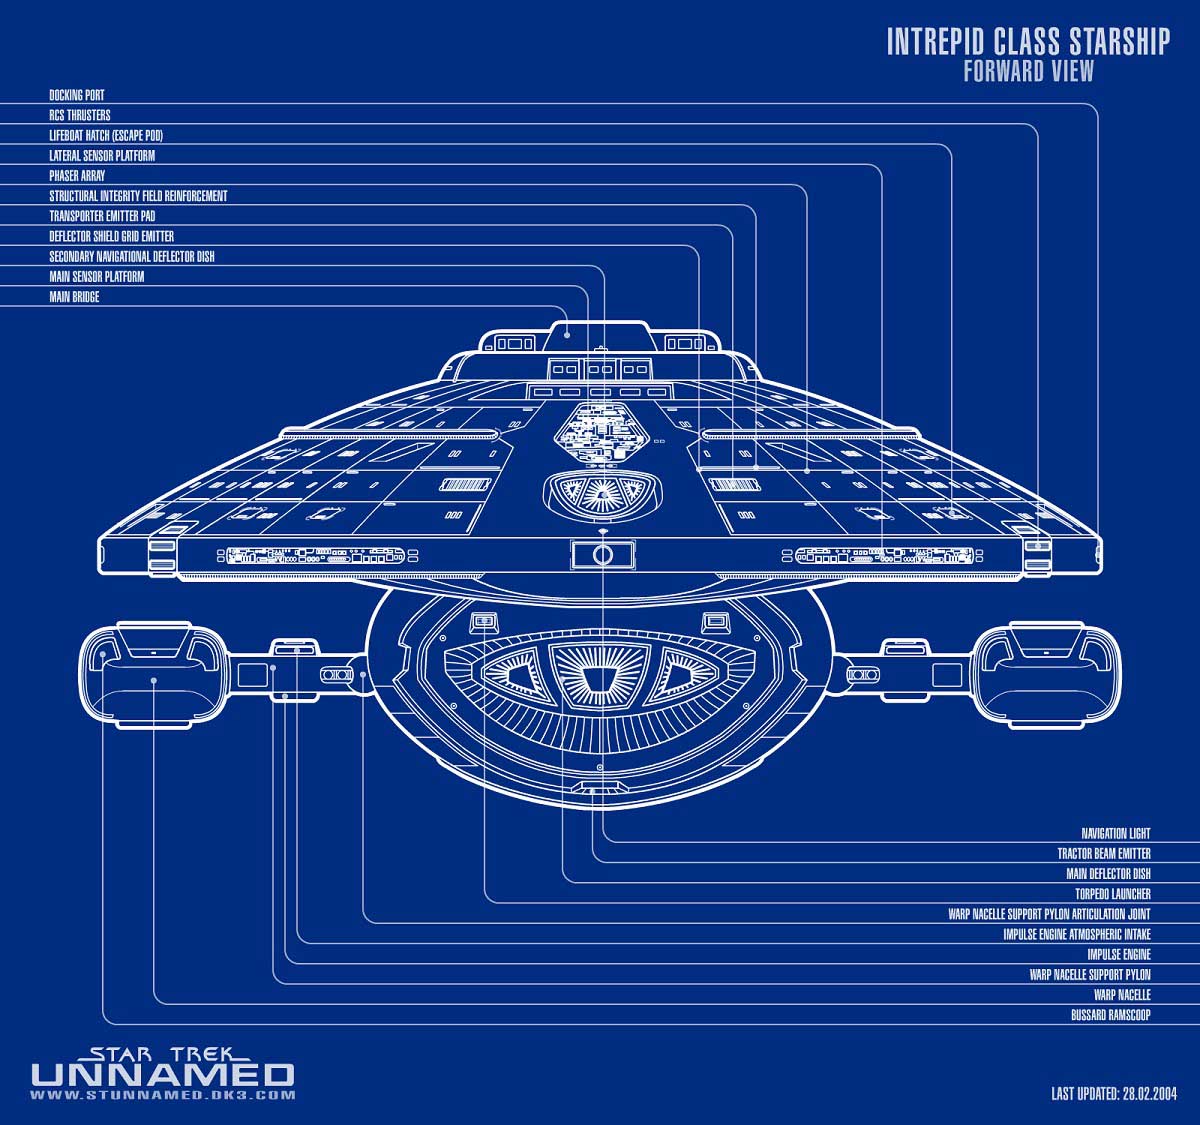 INTREPID CLASS STARSHIP
FORWARD VIEW
DOCKING PORT
RCS THRUSTERS
LIFEBOAT HATCH (ESCAPE POD)
LATERAL SENSOR PLATFORM
PHASER ARRAY
STRUCTURAL INTEGRITY FIELD REINFORCEMENT
TRANSPORTER EMITTER PAD
DEFLECTOR SHIELD GRID EMITTER
SECONDARY NAVIGATIONAL DEFLECTOR DISH
MAIN SENSOR PLATFORM
MAIN BRIDGE
NAVIGATION LIGHT
TRACTOR BEAM EMITTER
MAIN DEFLECTOR DISH
TORPEDO LAUNCHER
WARP NACELLE SUPPORT PYLON ARTICULATION JOINT
IMPULSE ENGINE ATMOSPHERIC INTAKE
IMPULSE ENGINE
WARP NACELLE SUPPORT PYLON
WARP NACELLE
BUSSARD RAMSCOOP
STAR TREK
UNNAMED
WWW.STUNNAMED.DK3.COM
LAST UPDATED: 28.02.2004